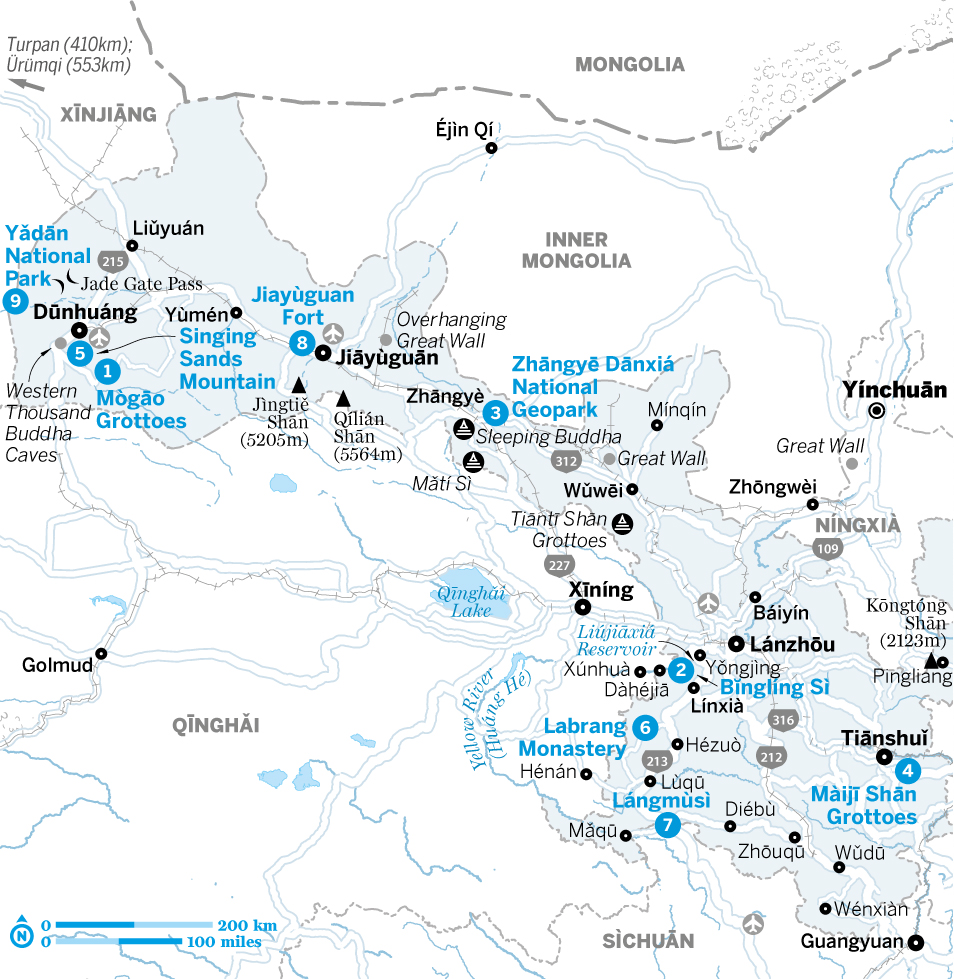 Turpan (410km);
Ürümqi (553km)
MONGOLIA
XĪNJIĀNG
Éjìn Qí
Yǎdān
National
Park
9
Liǔyuán
215
Jade Gate Pass
INNER
MONGOLIA
Dūnhuáng
Yùmén
Jiayùguan
Fort
8
Overhanging
Great Wall
5
Singing
Sands
Mountain
1
Mògāo
Grottoes
Western
Thousand
Buddha
Caves
Jiāyùguān
Jìngtiě
Shān
(5205m)
Qílián
Shān
(5564m)
Zhāngyè
Zhāngyē Dānxiá
National
Geopark
3
Sleeping Buddha
Mǎtí Sì
Mínqín
312
Great Wall
Yínchuān
Great Wall
Wǔwēi
Zhōngwèi
Tiāntī Shān
Grottoes
NÍNGXIÀ
109
227
Xīníng
Qīnghǎi
Lake
Báiyín
Kōngtóng
Shān
(2123m)
Píngliáng
Golmud
Liújiāxiá
Reservoir
Lánzhōu
Yǒngjìng
Xúnhuà
Dàhéjiā
2
Bǐnglíng Sì
Línxià
QĪNGHǍI
Yellow River
(Huáng Hé)
Labrang
Monastery
6
316
Hézuò
213
212
Tiānshuǐ
4
Màijī Shān
Grottoes
Hénán
Lùqū
Lángmùsì
7
Mǎqū
Diébù
Zhōuqū
Wǔdū
Wénxiàn
Guangyuan
SÌCHUĀN
N
0
200 km
0
100 miles